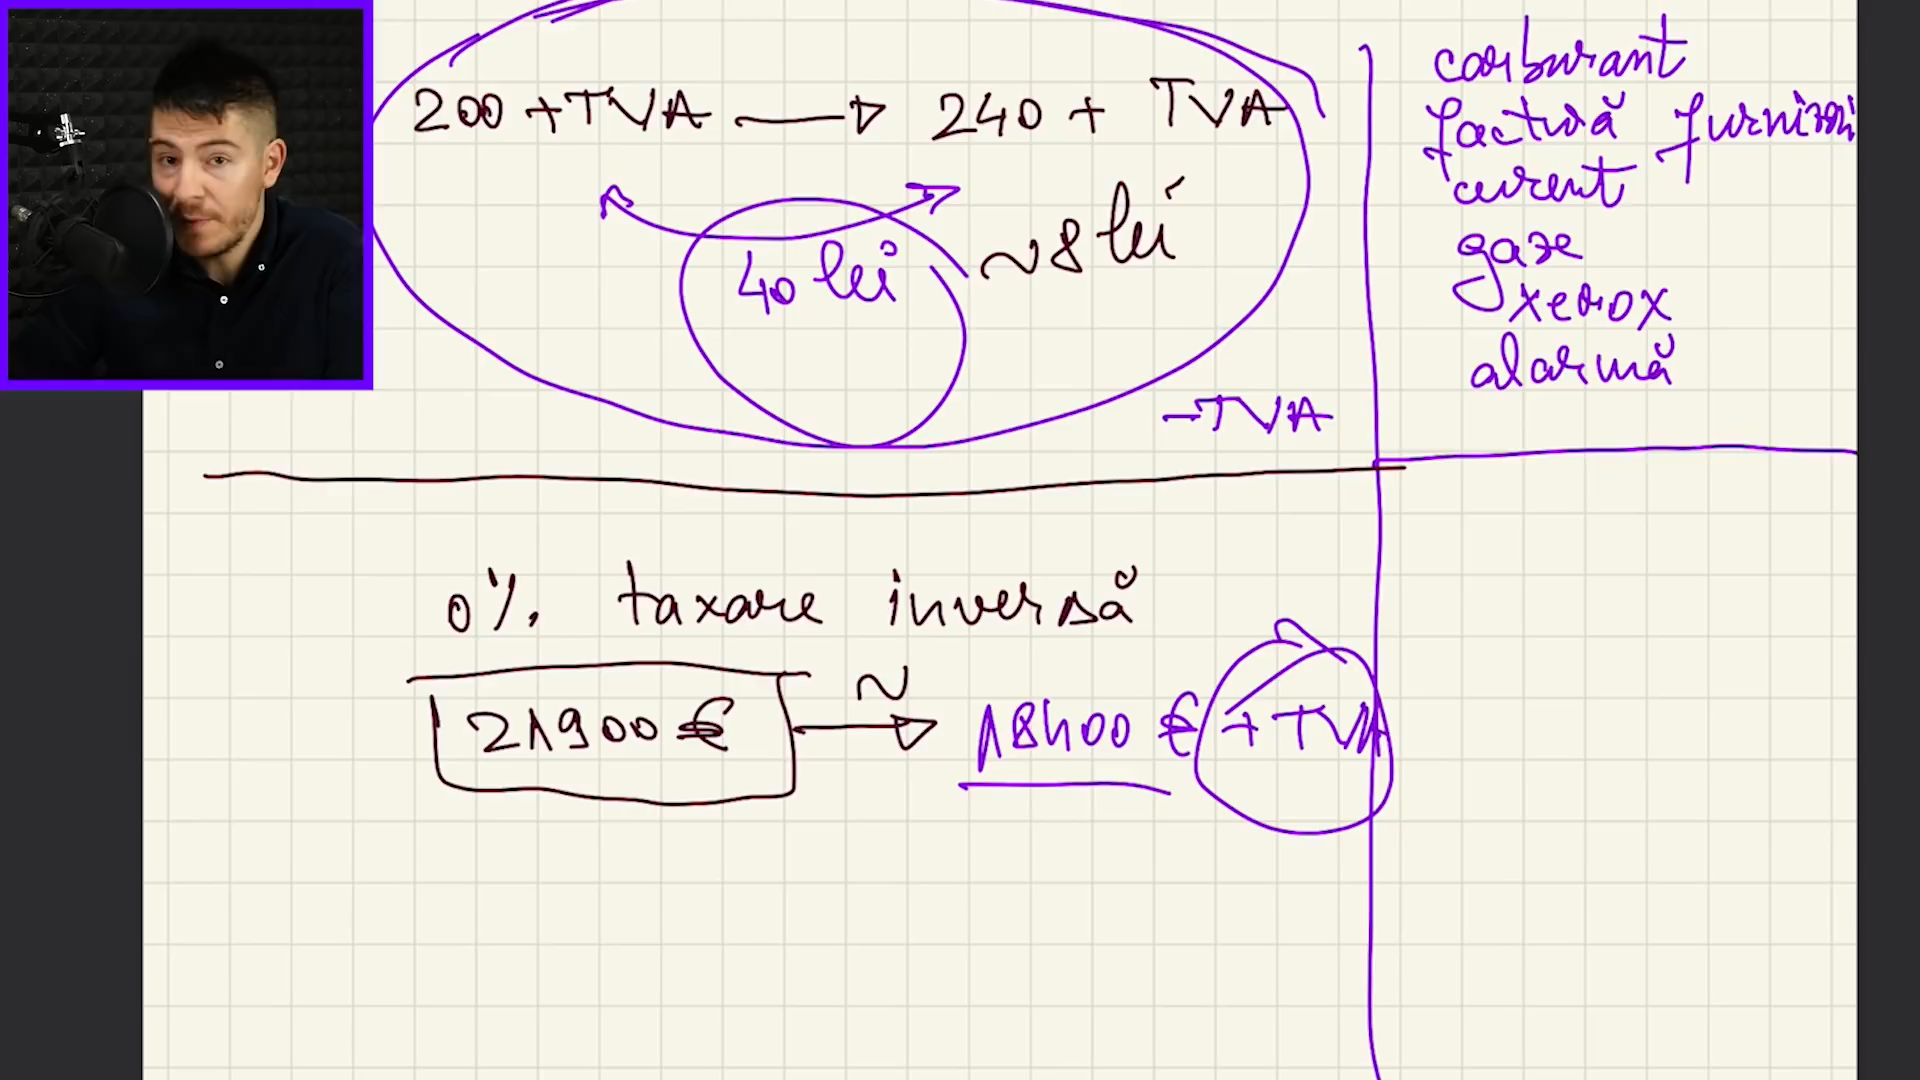 200 + TVA → 240 + TVA
40 lei ~8 lei
- TVA
carburant
factură furnizori
curent
gaze
xerox
alarmă
0% taxare inversă
21900 € ~→ 18400 € + TVA